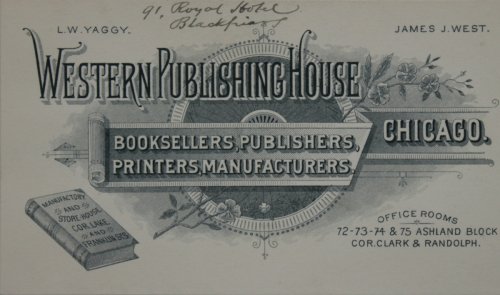 91, Royal Hotel
Blackfriars
L.W. YAGGY.
JAMES J. WEST.
WESTERN PUBLISHING HOUSE
CHICAGO.
BOOKSELLERS, PUBLISHERS,
PRINTERS, MANUFACTURERS.
MANUFACTORY
AND
STORE-HOUSE
COR. LAKE
AND
FRANKLIN STS
OFFICE ROOMS
72-73-74 & 75 ASHLAND BLOCK
COR. CLARK & RANDOLPH.